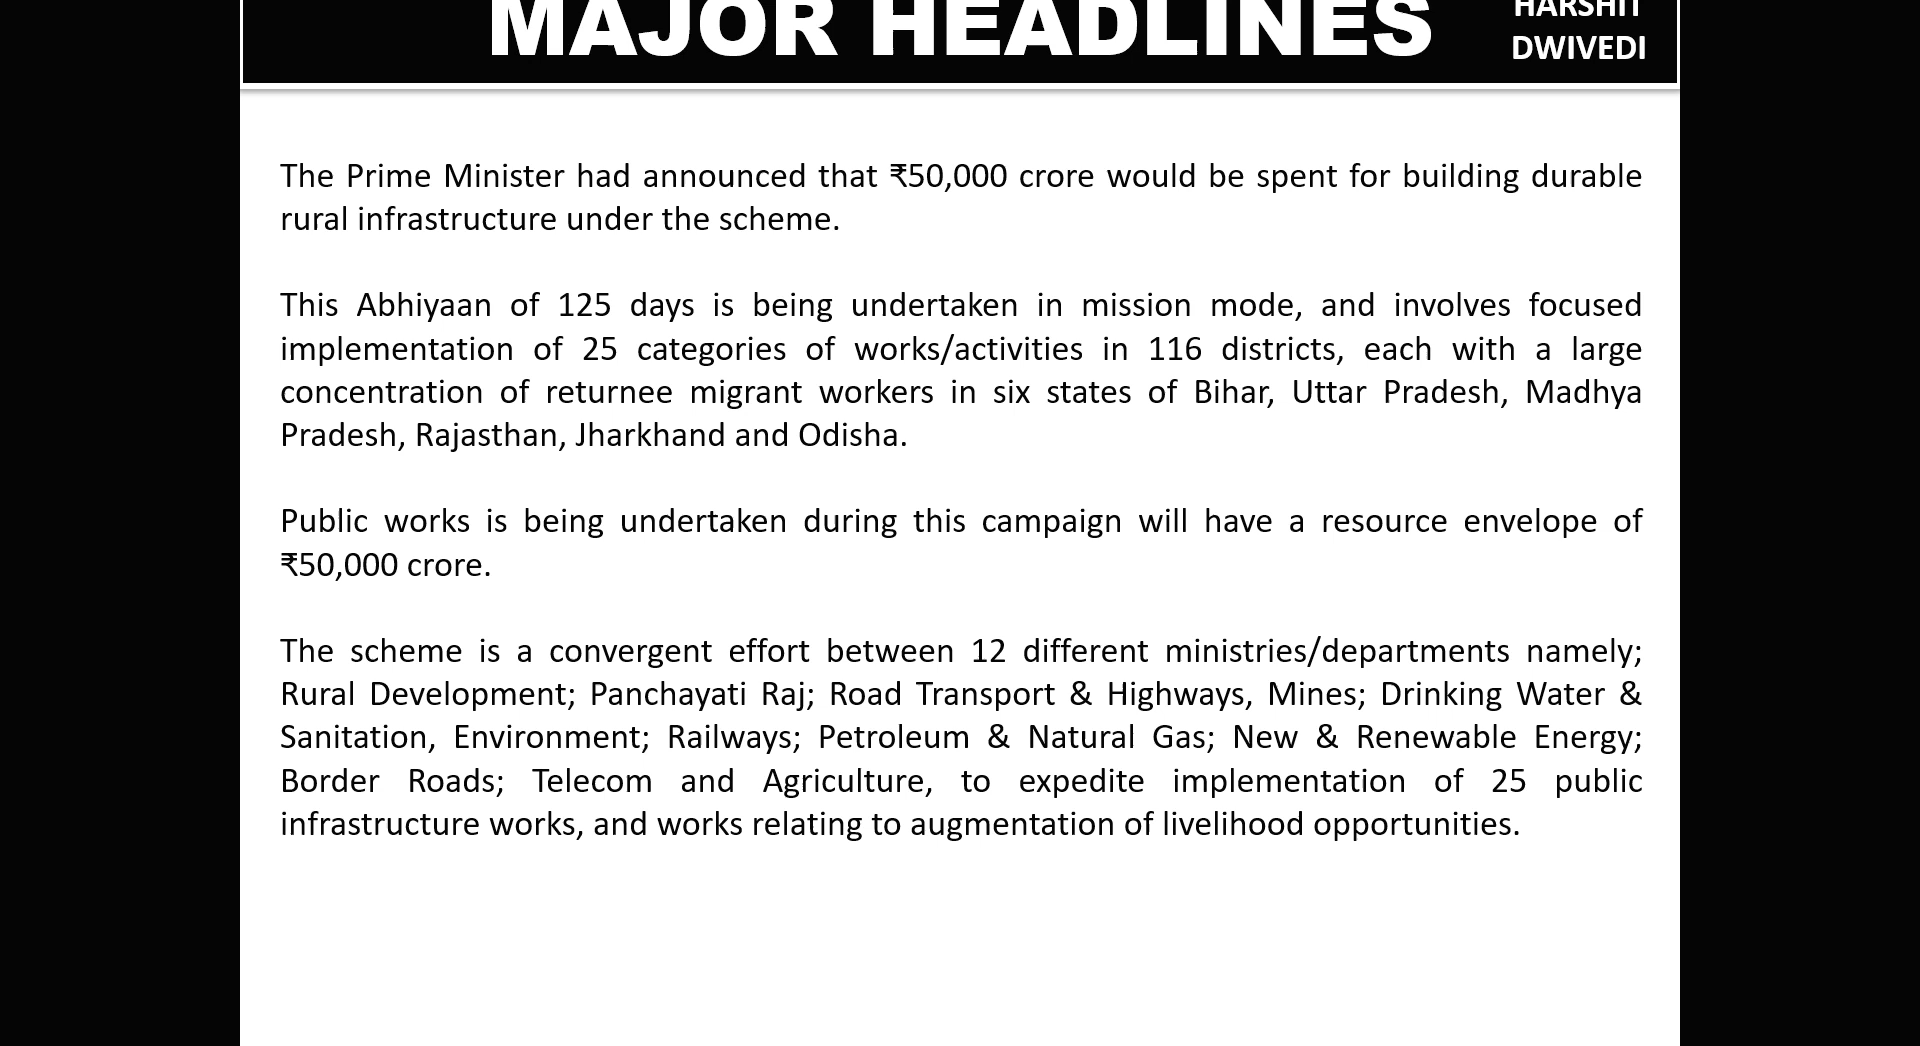 MAJOR HEADLINES
HARSHIT
DWIVEDI
The Prime Minister had announced that ₹50,000 crore would be spent for building durable
rural infrastructure under the scheme.
This Abhiyaan of 125 days is being undertaken in mission mode, and involves focused
implementation of 25 categories of works/activities in 116 districts, each with a large
concentration of returnee migrant workers in six states of Bihar, Uttar Pradesh, Madhya
Pradesh, Rajasthan, Jharkhand and Odisha.
Public works is being undertaken during this campaign will have a resource envelope of
₹50,000 crore.
The scheme is a convergent effort between 12 different ministries/departments namely;
Rural Development; Panchayati Raj; Road Transport & Highways, Mines; Drinking Water &
Sanitation, Environment; Railways; Petroleum & Natural Gas; New & Renewable Energy;
Border Roads; Telecom and Agriculture, to expedite implementation of 25 public
infrastructure works, and works relating to augmentation of livelihood opportunities.